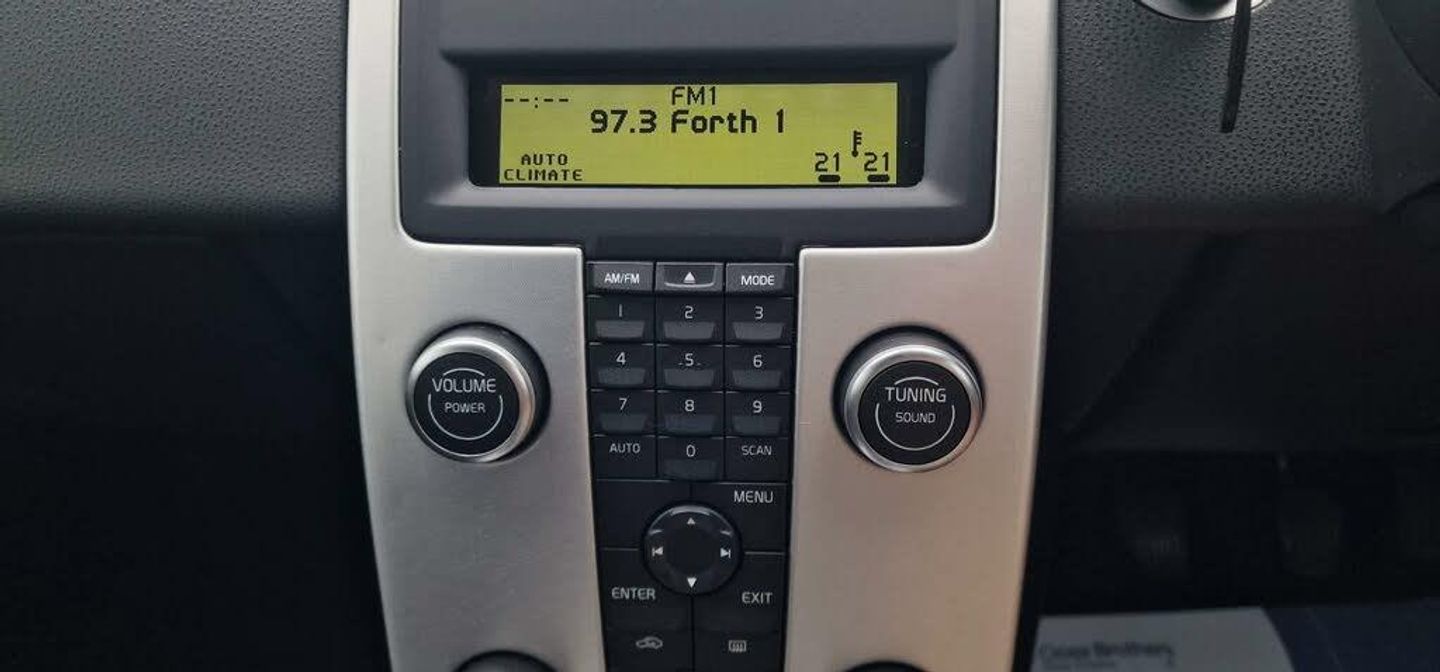 --:-- FM1
97.3 Forth 1
AUTO
CLIMATE 21 21
AM/FM MODE
1 2 3
4 5 6
7 8 9
AUTO 0 SCAN
VOLUME
POWER
TUNING
SOUND
MENU
ENTER EXIT